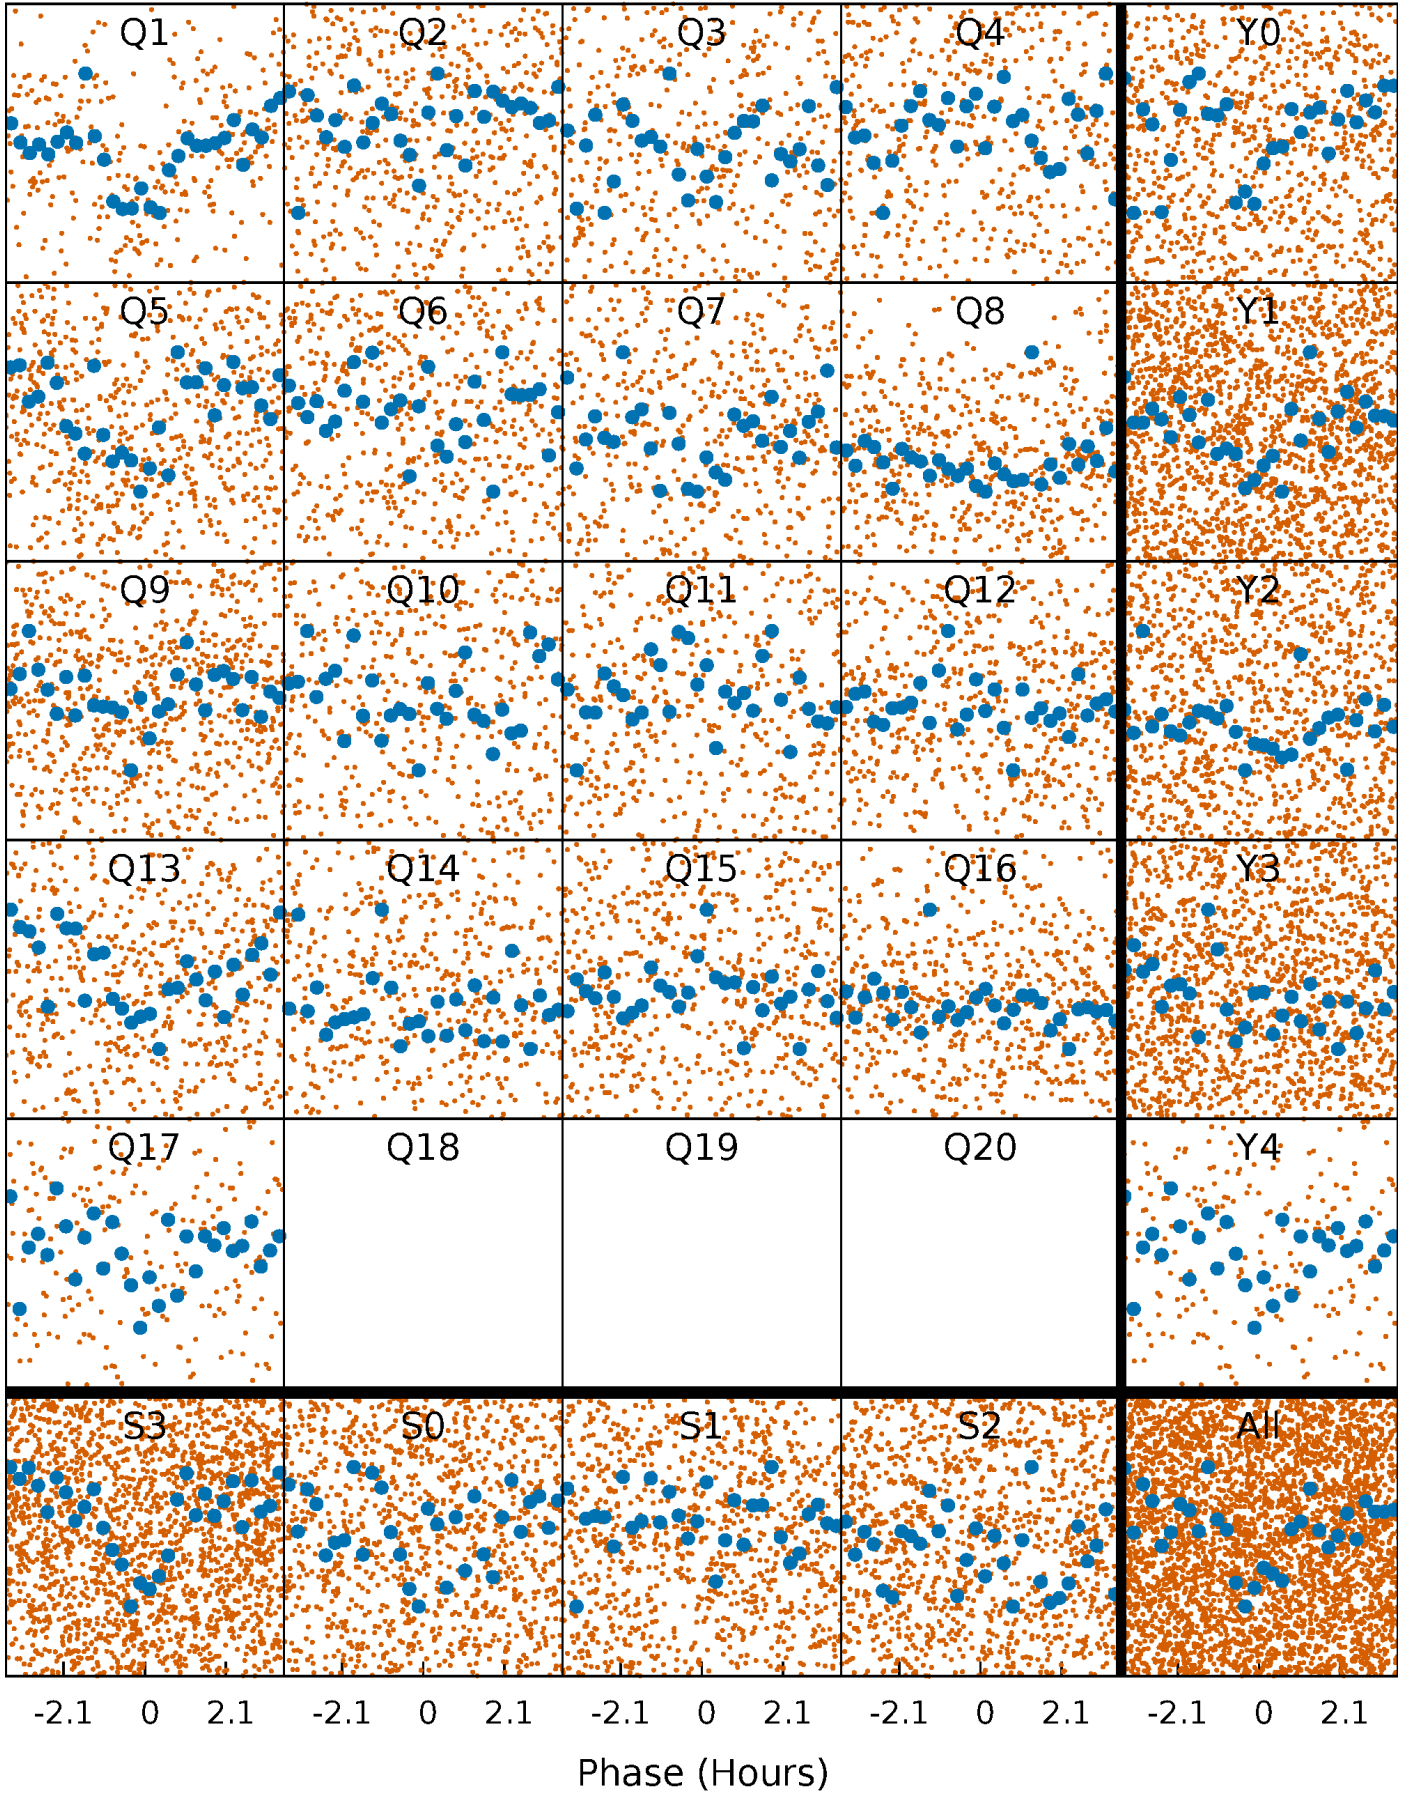 Q1 Q2 Q3 Q4 Y0
Q5 Q6 Q7 Q8 Y1
Q9 Q10 Q11 Q12 Y2
Q13 Q14 Q15 Q16 Y3
Q17 Q18 Q19 Q20 Y4
S3 S0 S1 S2 All
-2.1 0 2.1 -2.1 0 2.1 -2.1 0 2.1 -2.1 0 2.1 -2.1 0 2.1
Phase (Hours)